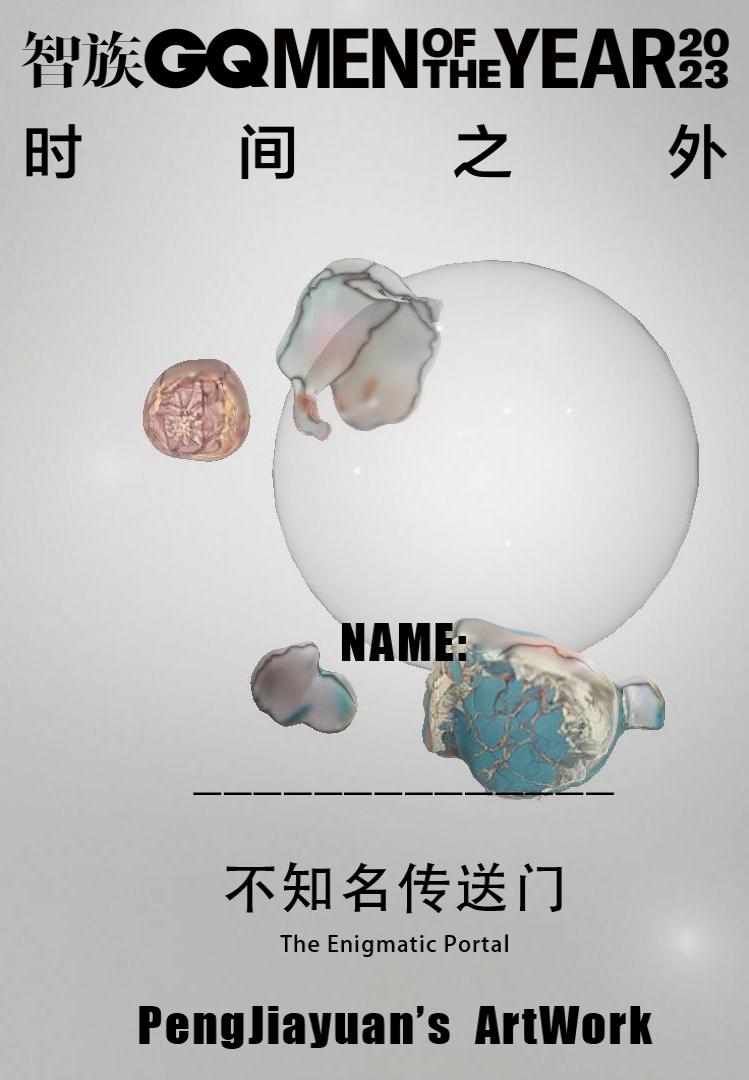 智族GQ MEN OF THE YEAR 2023
时间之外
NAME:
______________
不知名传送门
The Enigmatic Portal
PengJiayuan’s ArtWork